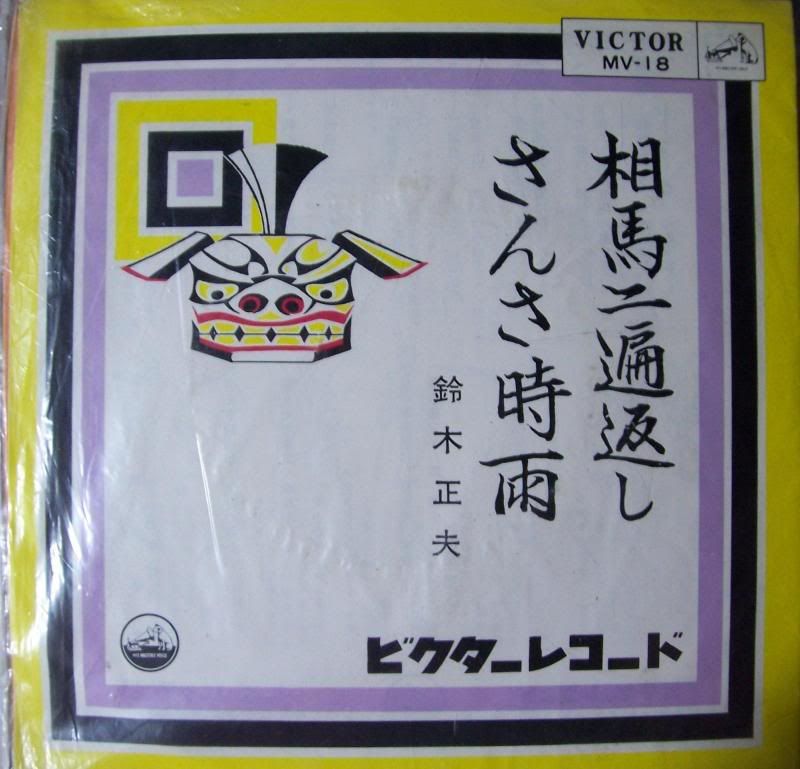 VICTOR
MV-18
相馬二遍返し
さんさ時雨
鈴木正夫
ビクターレコード